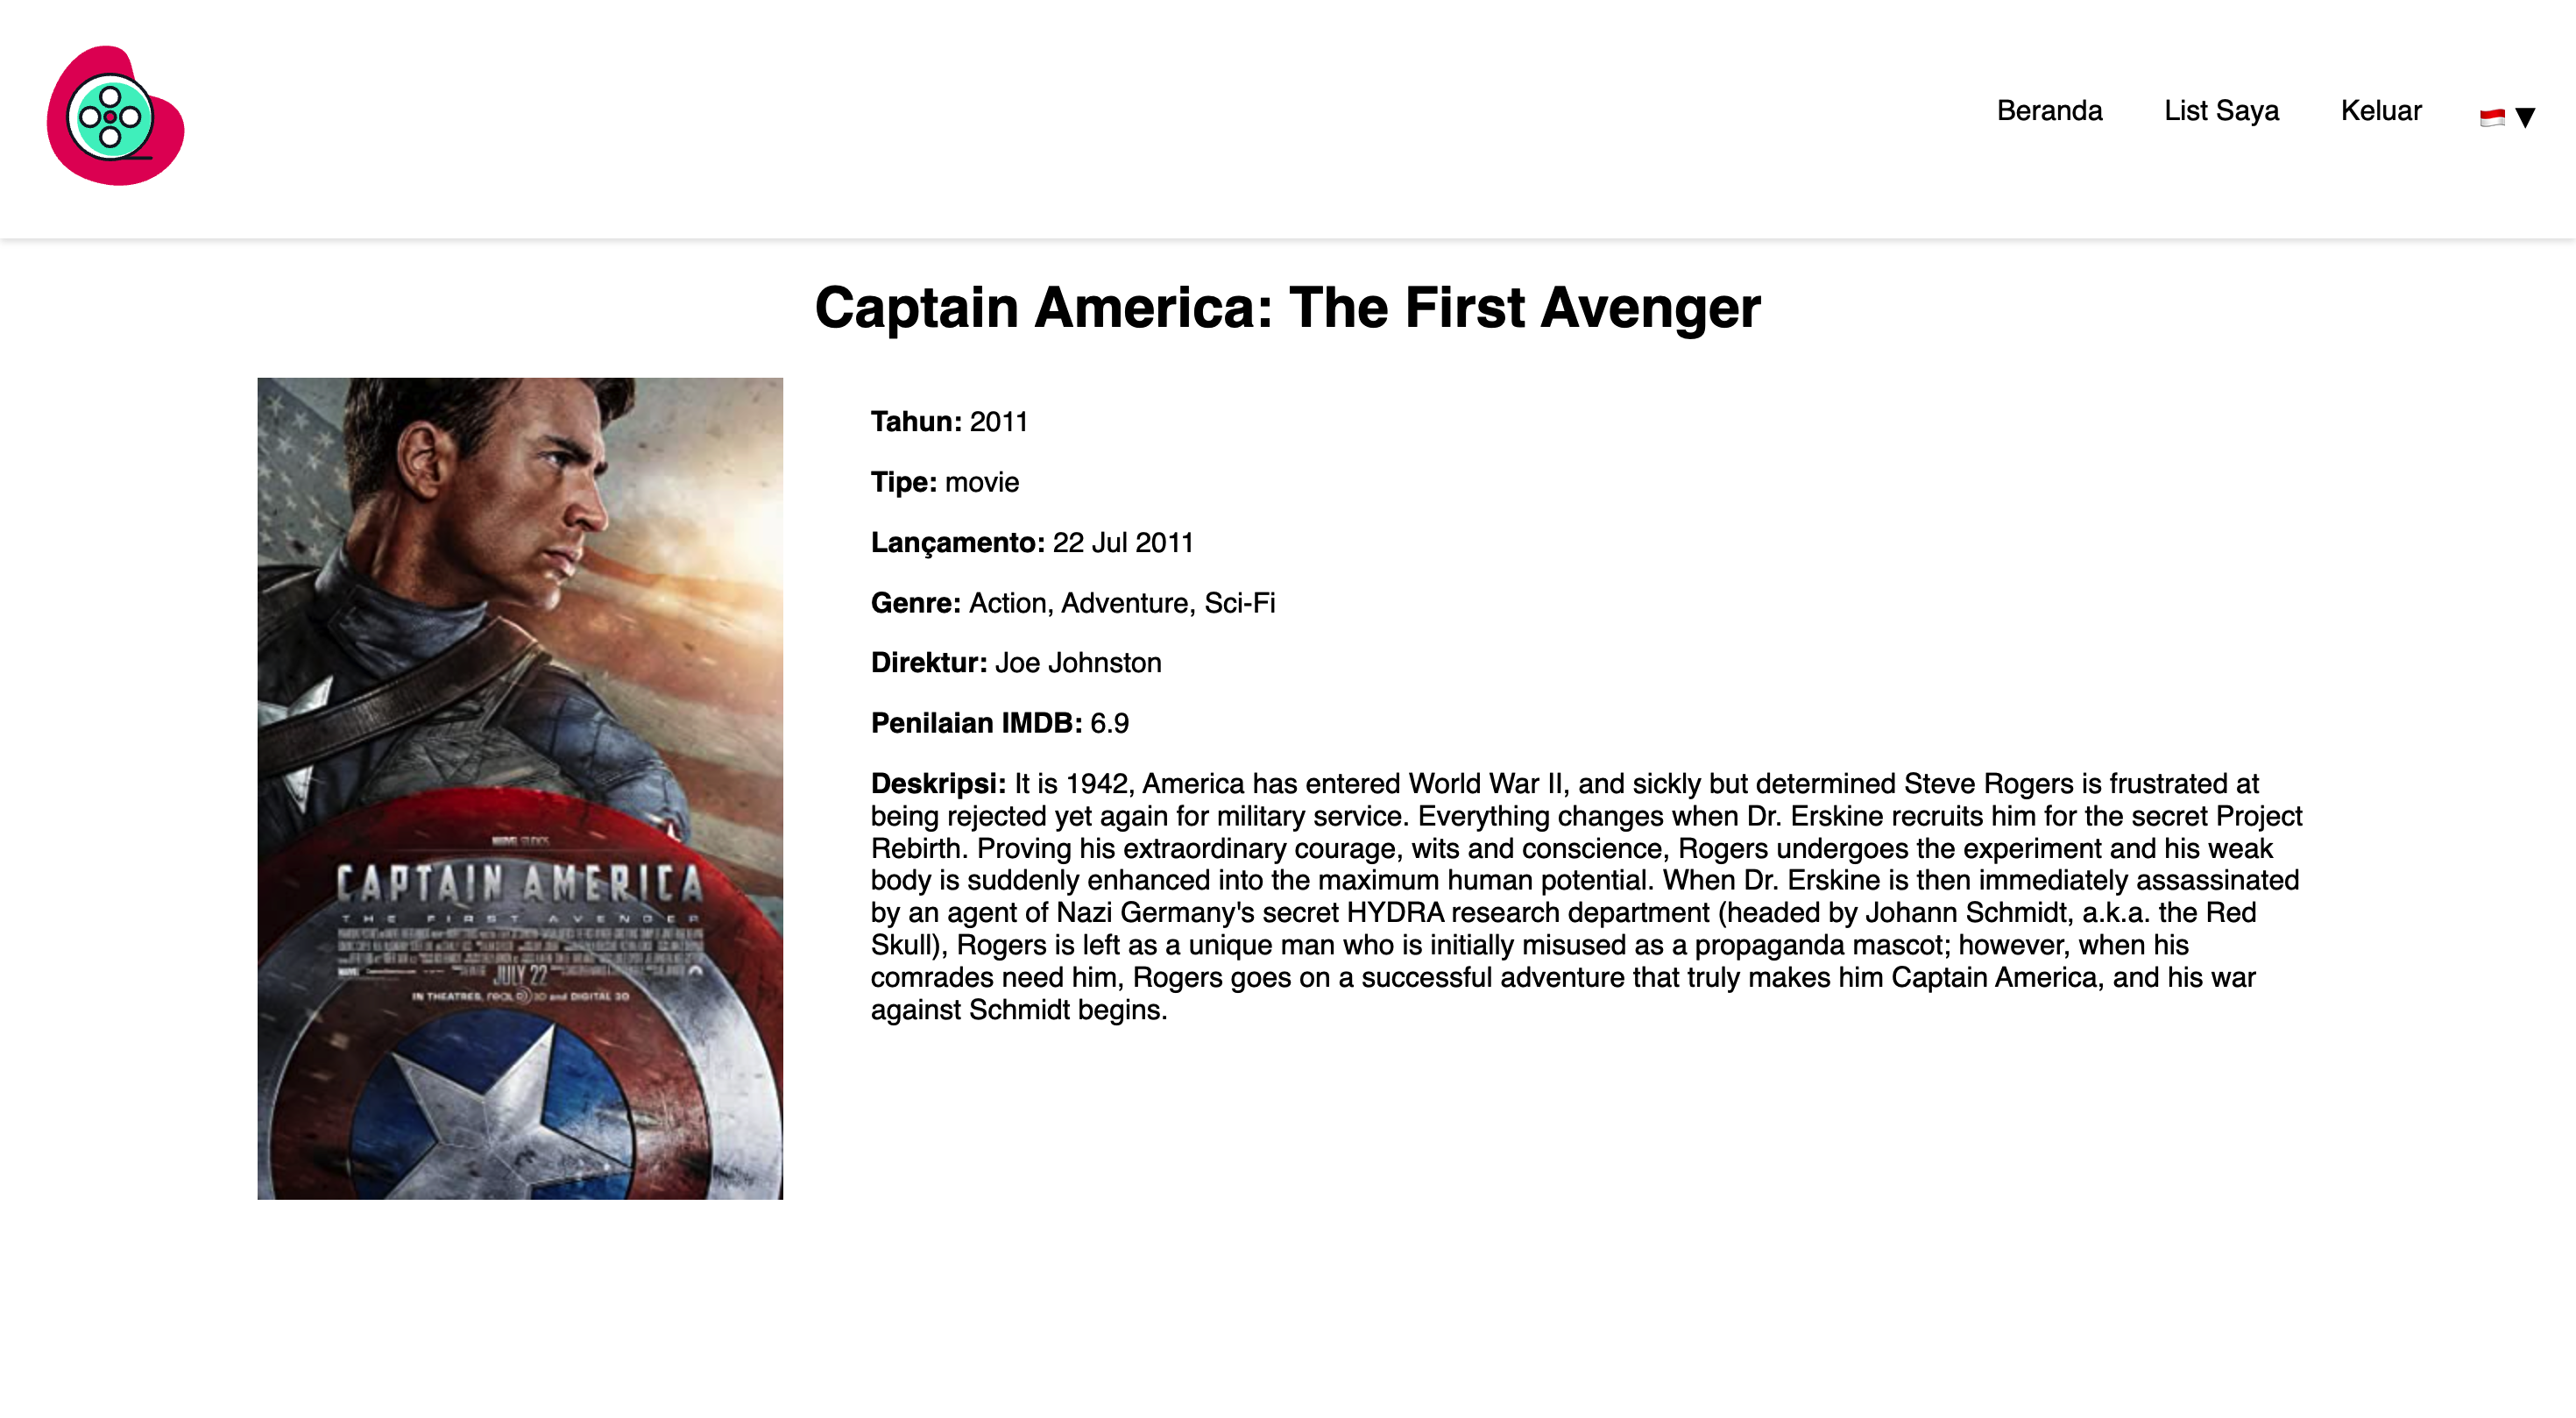 Beranda List Saya Keluar
Captain America: The First Avenger
Tahun: 2011
Tipe: movie
Lançamento: 22 Jul 2011
Genre: Action, Adventure, Sci-Fi
Direktur: Joe Johnston
Penilaian IMDB: 6.9
Deskripsi: It is 1942, America has entered World War II, and sickly but determined Steve Rogers is frustrated at
being rejected yet again for military service. Everything changes when Dr. Erskine recruits him for the secret Project
Rebirth. Proving his extraordinary courage, wits and conscience, Rogers undergoes the experiment and his weak
body is suddenly enhanced into the maximum human potential. When Dr. Erskine is then immediately assassinated
by an agent of Nazi Germany's secret HYDRA research department (headed by Johann Schmidt, a.k.a. the Red
Skull), Rogers is left as a unique man who is initially misused as a propaganda mascot; however, when his
comrades need him, Rogers goes on a successful adventure that truly makes him Captain America, and his war
against Schmidt begins.
MARVEL STUDIOS
CAPTAIN AMERICA
THE FIRST AVENGER
JULY 22
IN THEATRES, REAL D 3D and DIGITAL 3D